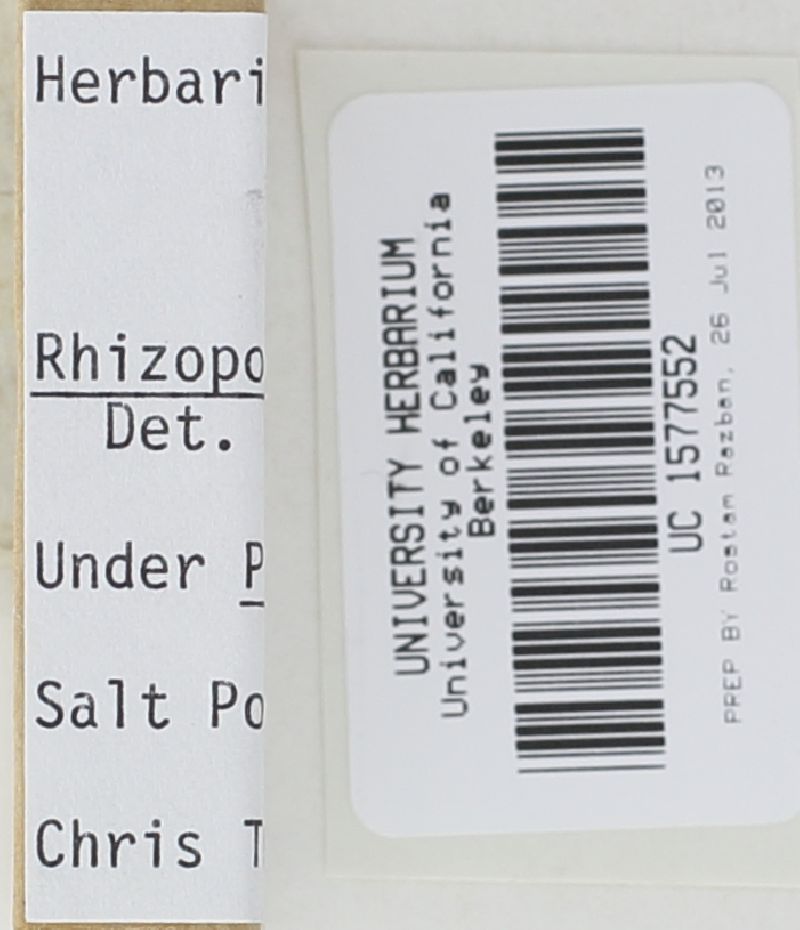 Herbari
Rhizopo
Det.
Under P
Salt Po
Chris T
UNIVERSITY HERBARIUM
University of California
Berkeley
UC 1577552
PREP BY Rostam Razban, 26 Jul 2013